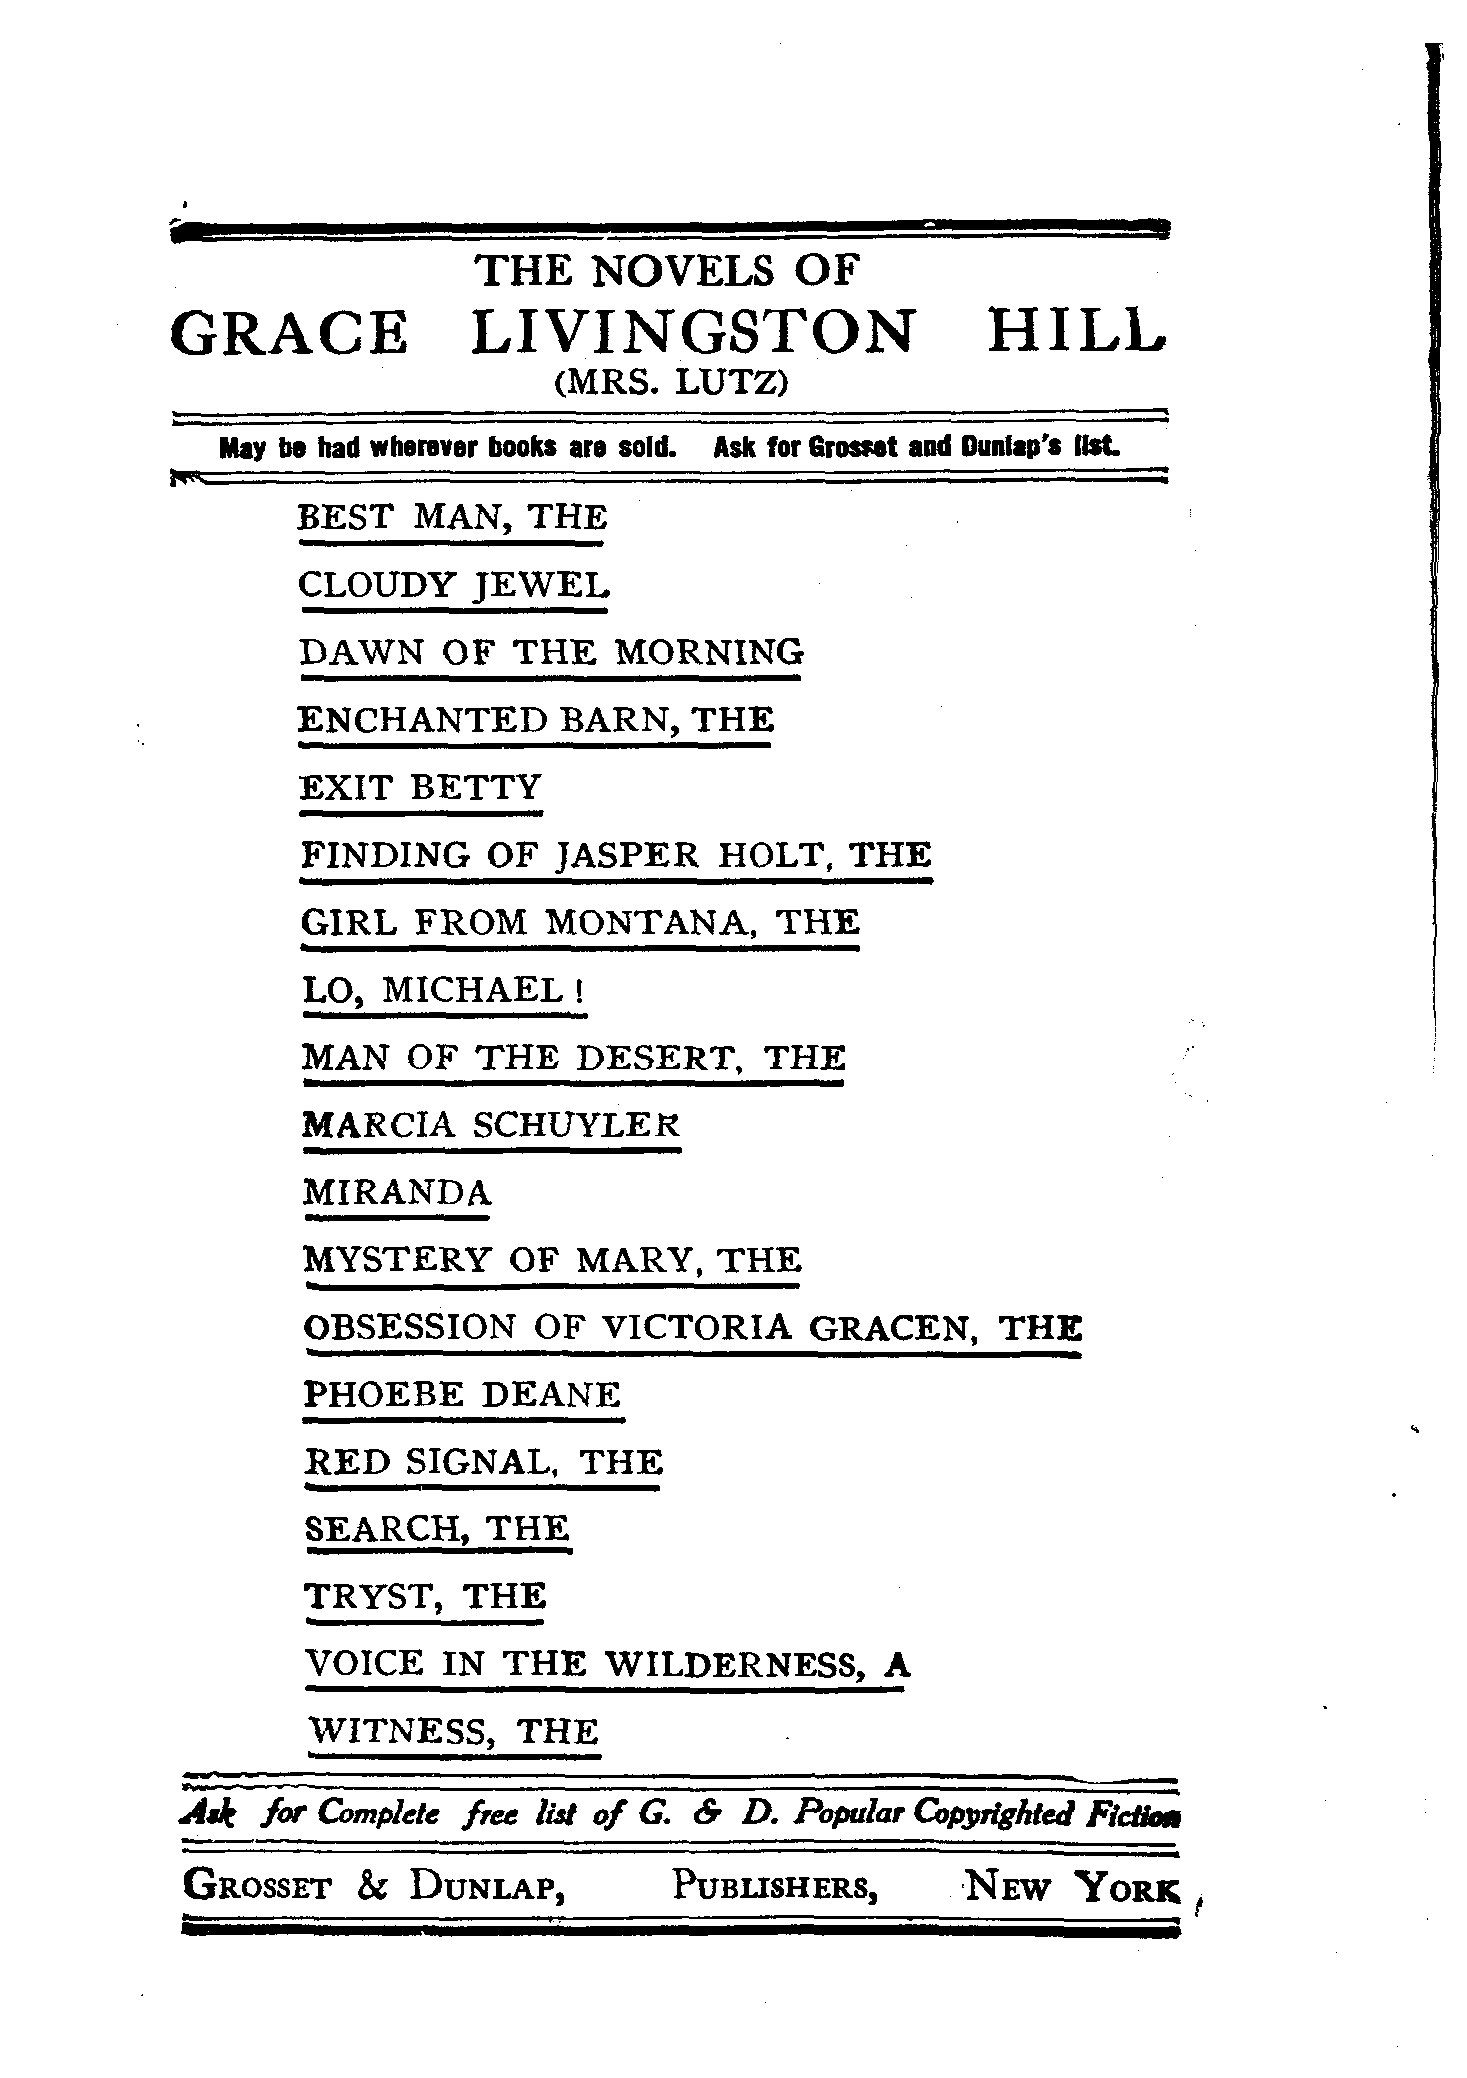 THE NOVELS OF
GRACE LIVINGSTON HILL
(MRS. LUTZ)
May be had wherever books are sold. Ask for Grosset and Dunlap's list.
BEST MAN, THE
CLOUDY JEWEL
DAWN OF THE MORNING
ENCHANTED BARN, THE
EXIT BETTY
FINDING OF JASPER HOLT, THE
GIRL FROM MONTANA, THE
LO, MICHAEL!
MAN OF THE DESERT, THE
MARCIA SCHUYLER
MIRANDA
MYSTERY OF MARY, THE
OBSESSION OF VICTORIA GRACEN, THE
PHOEBE DEANE
RED SIGNAL, THE
SEARCH, THE
TRYST, THE
VOICE IN THE WILDERNESS, A
WITNESS, THE
Ask for Complete free list of G. & D. Popular Copyrighted Fiction
GROSSET & DUNLAP, PUBLISHERS, NEW YORK